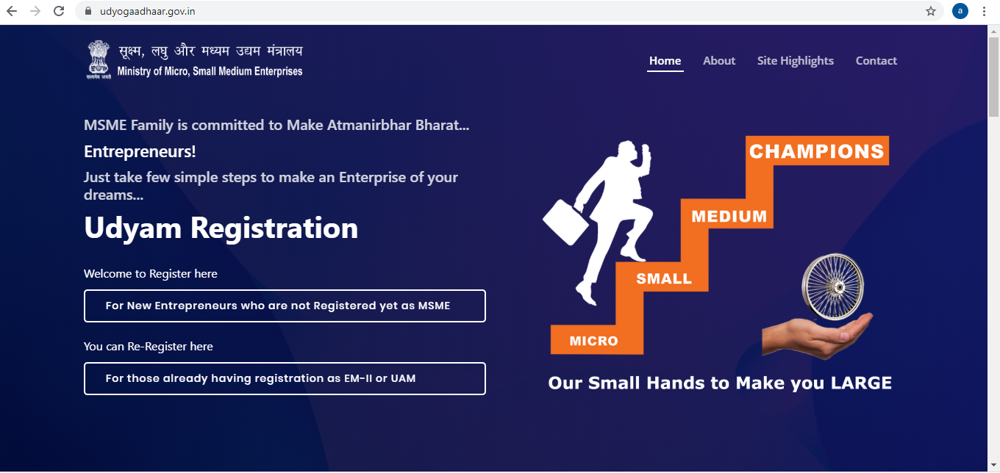 udyogaadhaar.gov.in
a
सूक्ष्म, लघु और मध्यम उद्यम मंत्रालय
सत्यमेव जयते
Ministry of Micro, Small Medium Enterprises
Home About Site Highlights Contact
MSME Family is committed to Make Atmanirbhar Bharat...
Entrepreneurs!
Just take few simple steps to make an Enterprise of your
dreams...
Udyam Registration
Welcome to Register here
For New Entrepreneurs who are not Registered yet as MSME
You can Re-Register here
For those already having registration as EM-II or UAM
CHAMPIONS
MEDIUM
SMALL
MICRO
Our Small Hands to Make you LARGE